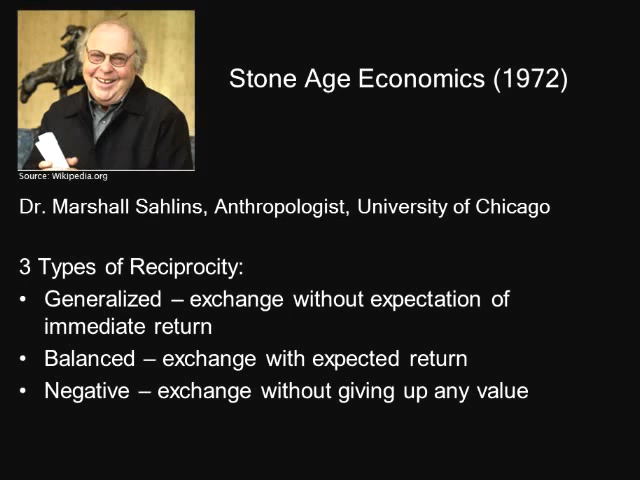 Stone Age Economics (1972)
Source: Wikipedia.org
Dr. Marshall Sahlins, Anthropologist, University of Chicago
3 Types of Reciprocity:
• Generalized – exchange without expectation of
immediate return
• Balanced – exchange with expected return
• Negative – exchange without giving up any value